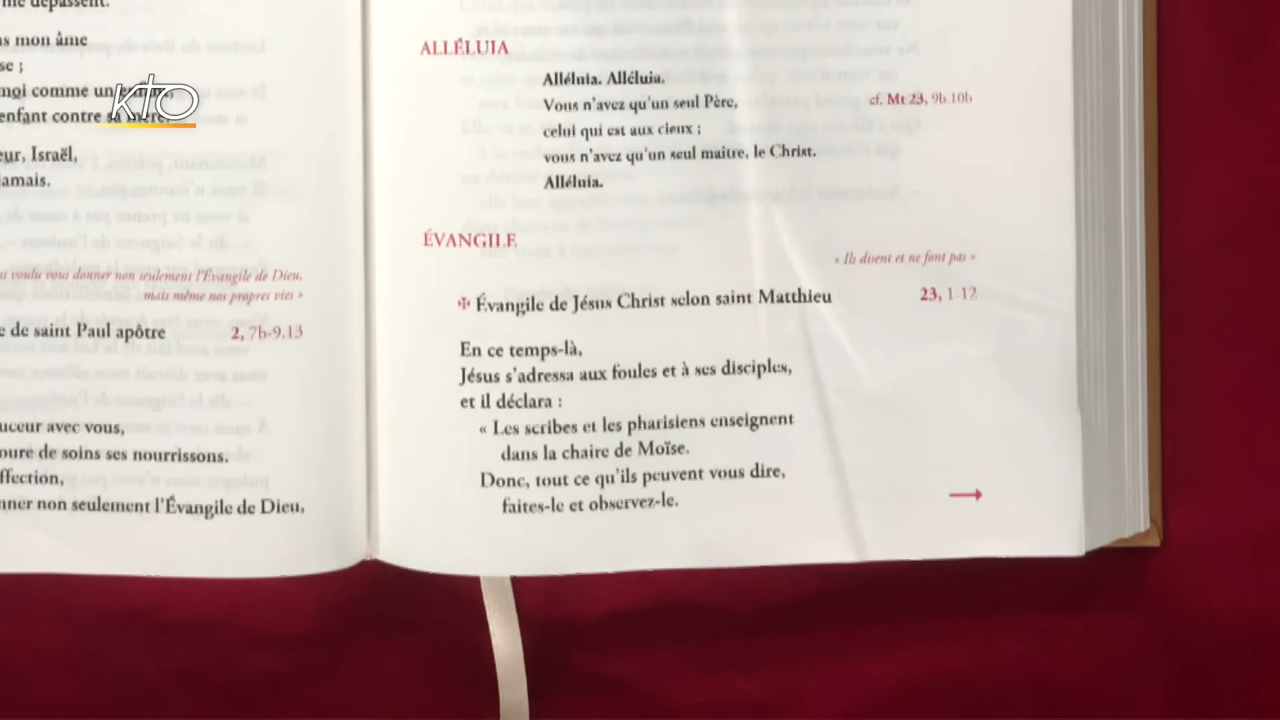 me dépassent.
mon âme
se ;
moi comme un enfant,
enfant contre sa mère.
Israël,
jamais.
voulu vous donner non seulement l'Évangile de Dieu,
mais même nos propres vies »
de saint Paul apôtre 2, 7b-9.13
avec vous,
de soins ses nourrissons.
non seulement l'Évangile de Dieu,
KTO
ALLÉLUIA
Alléluia. Alléluia.
Vous n'avez qu'un seul Père, cf. Mt 23, 9b.10b
celui qui est aux cieux ;
vous n'avez qu'un seul maître, le Christ.
Alléluia.
ÉVANGILE
« Ils disent et ne font pas »
✠ Évangile de Jésus Christ selon saint Matthieu 23, 1-12
En ce temps-là,
Jésus s'adressa aux foules et à ses disciples,
et il déclara :
« Les scribes et les pharisiens enseignent
dans la chaire de Moïse.
Donc, tout ce qu'ils peuvent vous dire,
faites-le et observez-le.
→